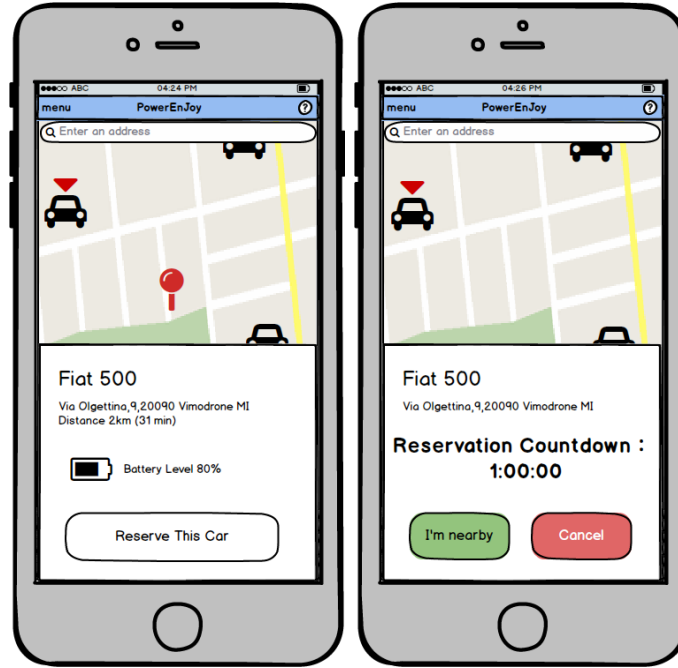 ABC 04:24 PM
menu PowerEnJoy ?
Enter an address
Fiat 500
Via Olgettina,9,20090 Vimodrone MI
Distance 2km (31 min)
Battery Level 80%
Reserve This Car
ABC 04:26 PM
menu PowerEnJoy ?
Enter an address
Fiat 500
Via Olgettina,9,20090 Vimodrone MI
Reservation Countdown :
1:00:00
I'm nearby Cancel